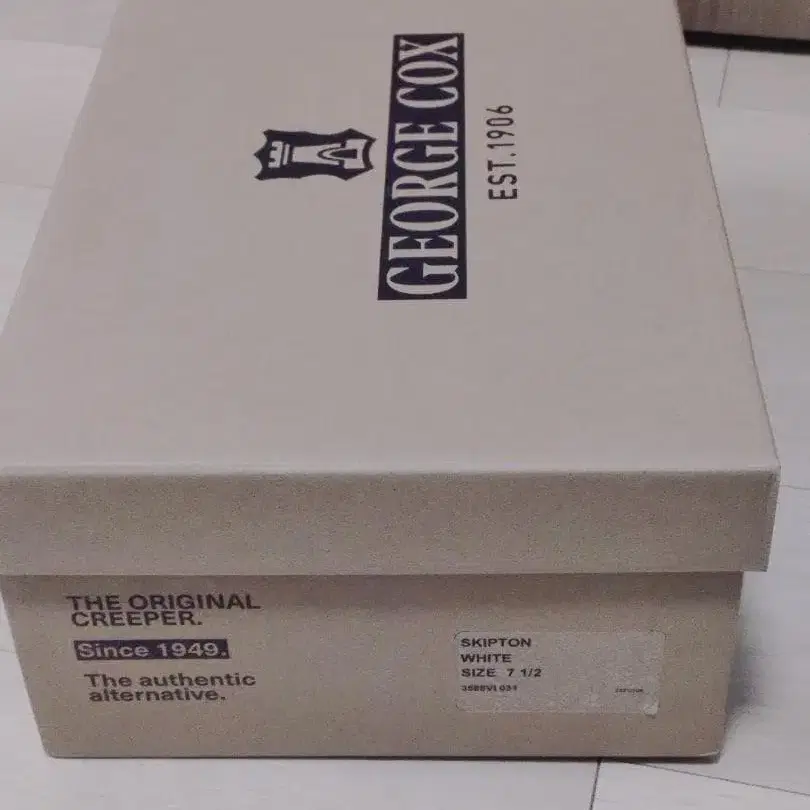 GEORGE COX
EST.1906
THE ORIGINAL
CREEPER.
Since 1949.
The authentic
alternative.
SKIPTON
WHITE
SIZE 7 1/2